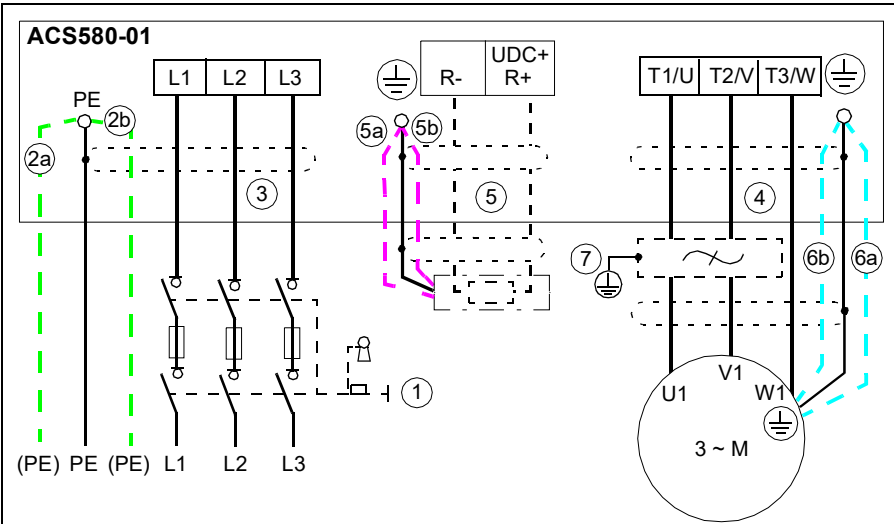 ACS580-01
L1 L2 L3
R- UDC+
R+
T1/U T2/V T3/W
PE
2b
2a
5a 5b
3
5
4
7
6b 6a
1
U1 V1 W1
3 ~ M
(PE) PE (PE) L1 L2 L3